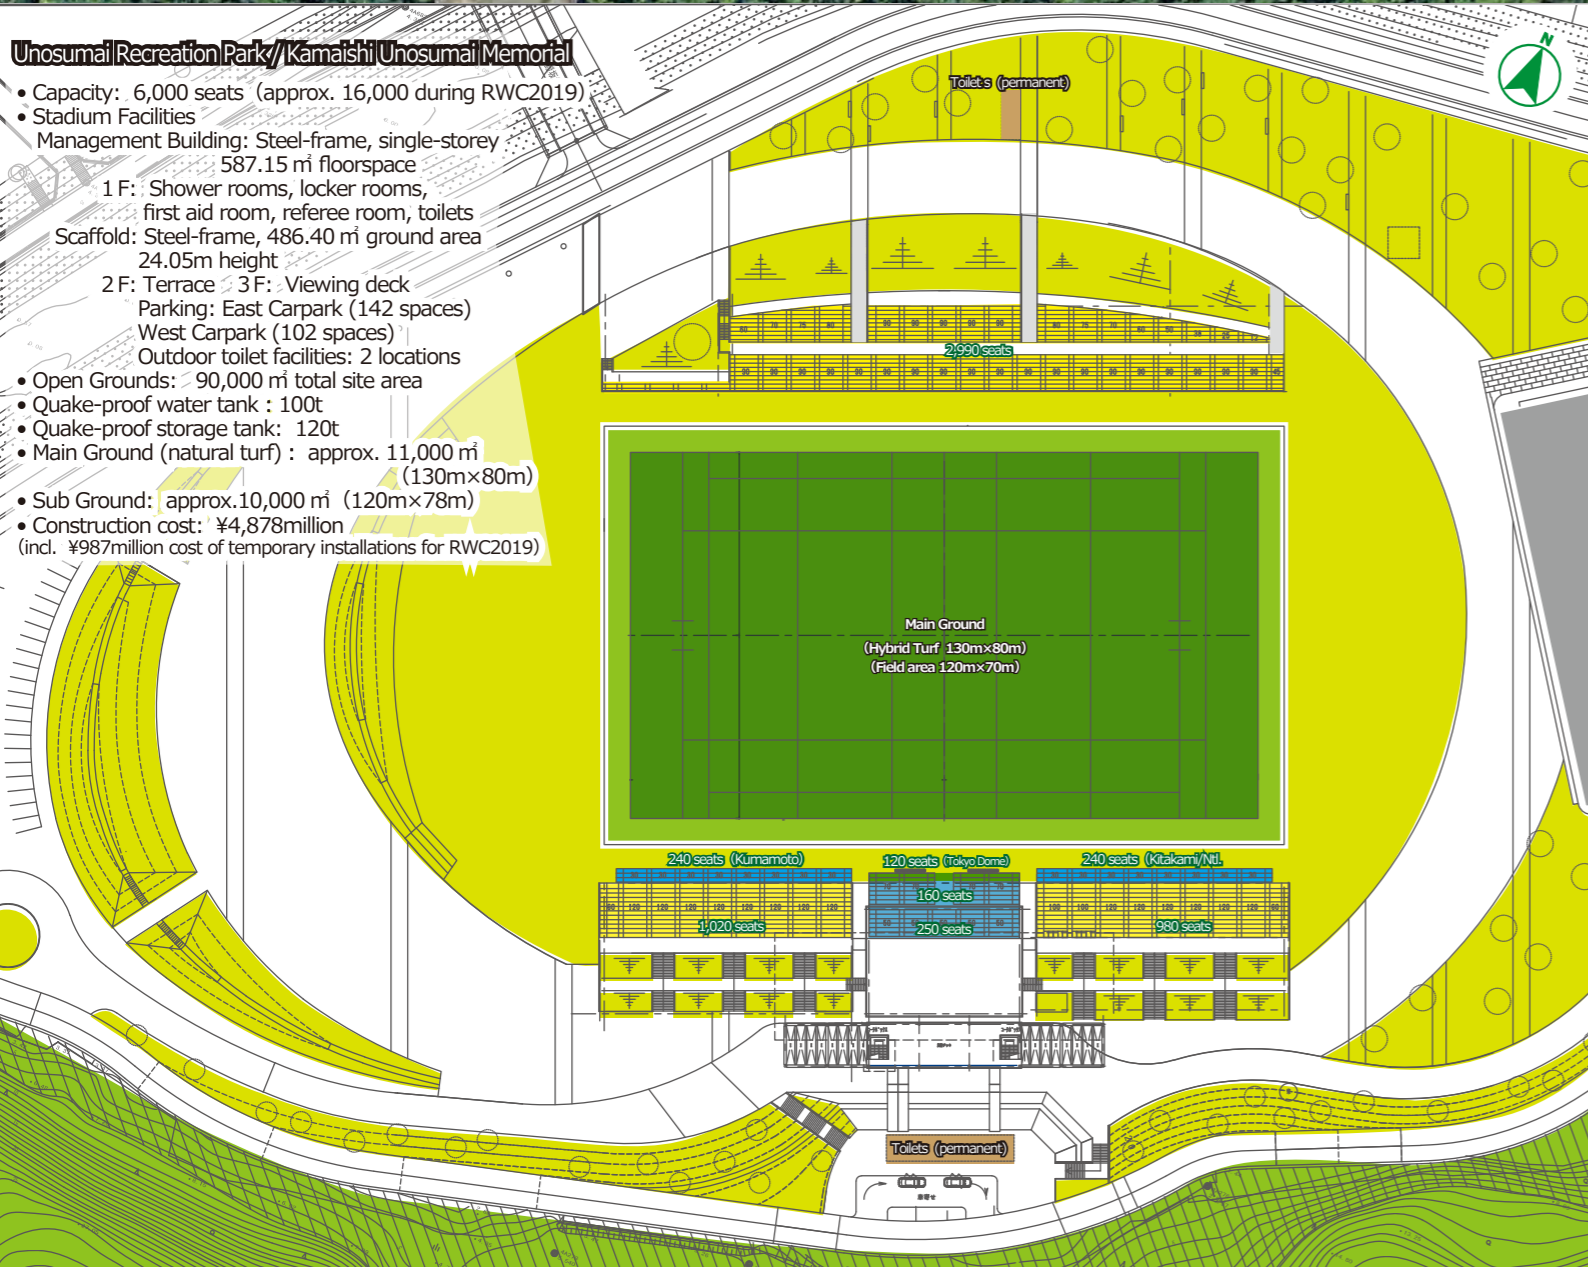 Unosumai Recreation Park / Kamaishi Unosumai Memorial
• Capacity: 6,000 seats (approx. 16,000 during RWC2019)
• Stadium Facilities
Management Building: Steel-frame, single-storey
587.15 ㎡ floorspace
1 F: Shower rooms, locker rooms,
first aid room, referee room, toilets
Scaffold: Steel-frame, 486.40 ㎡ ground area
24.05m height
2 F: Terrace 3 F: Viewing deck
Parking: East Carpark (142 spaces)
West Carpark (102 spaces)
Outdoor toilet facilities: 2 locations
• Open Grounds: 90,000 ㎡ total site area
• Quake-proof water tank : 100t
• Quake-proof storage tank: 120t
• Main Ground (natural turf) : approx. 11,000 ㎡
(130m×80m)
• Sub Ground: approx.10,000 ㎡ (120m×78m)
• Construction cost: ¥4,878million
(incl. ¥987million cost of temporary installations for RWC2019)
N
Toilet s (permanent)
2,990 seats
Main Ground
(Hybrid Turf 130m×80m)
(Field area 120m×70m)
240 seats (Kumamoto)
120 seats (Tokyo Dome)
240 seats (Kitakami/Ntl.
160 seats
1,020 seats
250 seats
980 seats
Toilets (permanent)